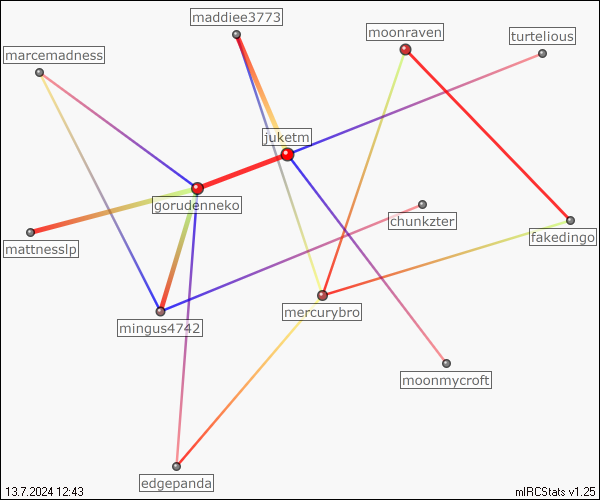 maddiee3773
moonraven
turtelious
marcemadness
juketm
gorudenneko
chunkzter
fakedingo
mattnesslp
mercurybro
mingus4742
moonmycroft
edgepanda
13.7.2024 12:43
mIRCStats v1.25